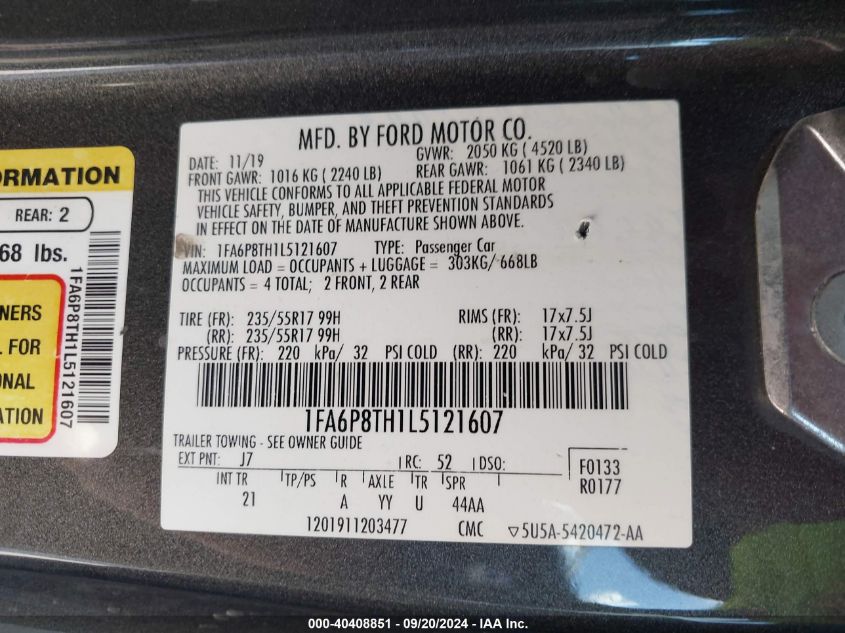 MFD. BY FORD MOTOR CO.
DATE: 11/19
GVWR: 2050 KG ( 4520 LB)
FRONT GAWR: 1016 KG ( 2240 LB)
REAR GAWR: 1061 KG ( 2340 LB)
THIS VEHICLE CONFORMS TO ALL APPLICABLE FEDERAL MOTOR
VEHICLE SAFETY, BUMPER, AND THEFT PREVENTION STANDARDS
IN EFFECT ON THE DATE OF MANUFACTURE SHOWN ABOVE.
VIN: 1FA6P8TH1L5121607 TYPE: Passenger Car
MAXIMUM LOAD = OCCUPANTS + LUGGAGE = 303KG/ 668LB
OCCUPANTS = 4 TOTAL; 2 FRONT, 2 REAR
TIRE (FR): 235/55R17 99H RIMS (FR): 17x7.5J
(RR): 235/55R17 99H (RR): 17x7.5J
PRESSURE (FR): 220 kPa/ 32 PSI COLD (RR): 220 kPa/ 32 PSI COLD
1FA6P8TH1L5121607
TRAILER TOWING - SEE OWNER GUIDE
EXT PNT: J7 RC: 52 DSO: F0133
R0177
INT TR TP/PS R AXLE TR SPR
21 A YY U 44AA
1201911203477 CMC ▽5U5A-5420472-AA
ORMATION
REAR: 2
68 lbs.
NERS
L FOR
ONAL
ATION
1FA6P8TH1L5121607
000-40408851 - 09/20/2024 - IAA Inc.